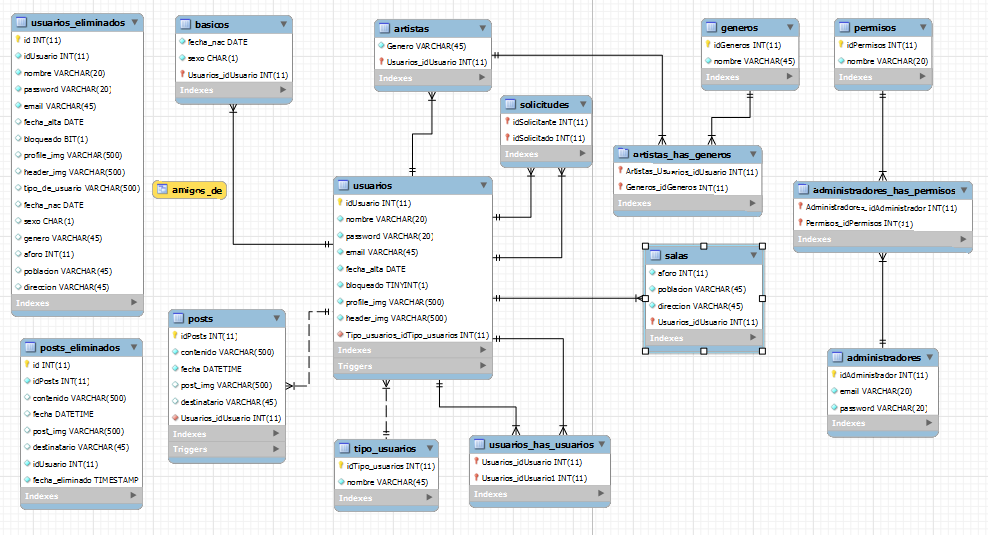 usuarios_eliminados
id INT(11)
idUsuario INT(11)
nombre VARCHAR(20)
password VARCHAR(20)
email VARCHAR(45)
fecha_alta DATE
bloqueado BIT(1)
profile_img VARCHAR(500)
header_img VARCHAR(500)
tipo_de_usuario VARCHAR(500)
fecha_nac DATE
sexo CHAR(1)
genero VARCHAR(45)
aforo INT(11)
poblacion VARCHAR(45)
direccion VARCHAR(45)
Indexes
basicos
fecha_nac DATE
sexo CHAR(1)
Usuarios_idUsuario INT(11)
Indexes
artistas
Genero VARCHAR(45)
Usuarios_idUsuario INT(11)
Indexes
solicitudes
idSolicitante INT(11)
idSolicitado INT(11)
Indexes
generos
idGeneros INT(11)
nombre VARCHAR(45)
Indexes
permisos
idPermisos INT(11)
nombre VARCHAR(20)
Indexes
artistas_has_generos
Artistas_Usuarios_idUsuario INT(11)
Generos_idGeneros INT(11)
Indexes
administradores_has_permisos
Administradores_idAdministrador INT(11)
Permisos_idPermisos INT(11)
Indexes
amigos_de
usuarios
idUsuario INT(11)
nombre VARCHAR(20)
password VARCHAR(20)
email VARCHAR(45)
fecha_alta DATE
bloqueado TINYINT(1)
profile_img VARCHAR(500)
header_img VARCHAR(500)
Tipo_usuarios_idTipo_usuarios INT(11)
Indexes
Triggers
salas
aforo INT(11)
poblacion VARCHAR(45)
direccion VARCHAR(45)
Usuarios_idUsuario INT(11)
Indexes
posts
idPosts INT(11)
contenido VARCHAR(500)
fecha DATETIME
post_img VARCHAR(500)
destinatario VARCHAR(45)
Usuarios_idUsuario INT(11)
Indexes
Triggers
posts_eliminados
id INT(11)
idPosts INT(11)
contenido VARCHAR(500)
fecha DATETIME
post_img VARCHAR(500)
destinatario VARCHAR(45)
idUsuario INT(11)
fecha_eliminado TIMESTAMP
Indexes
administradores
idAdministrador INT(11)
email VARCHAR(20)
password VARCHAR(20)
Indexes
tipo_usuarios
idTipo_usuarios INT(11)
nombre VARCHAR(45)
Indexes
usuarios_has_usuarios
Usuarios_idUsuario INT(11)
Usuarios_idUsuario1 INT(11)
Indexes